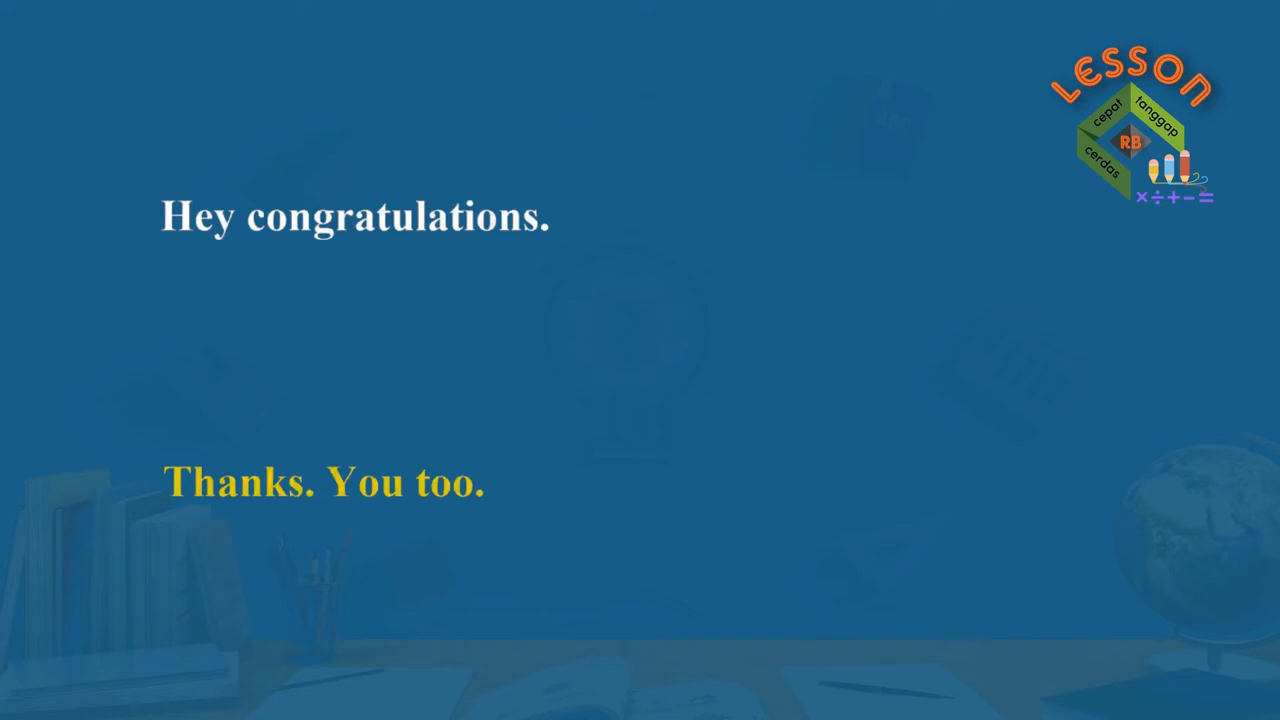 LESSON
cepat
tanggap
RB
cerdas
×÷+−=
Hey congratulations.
Thanks. You too.